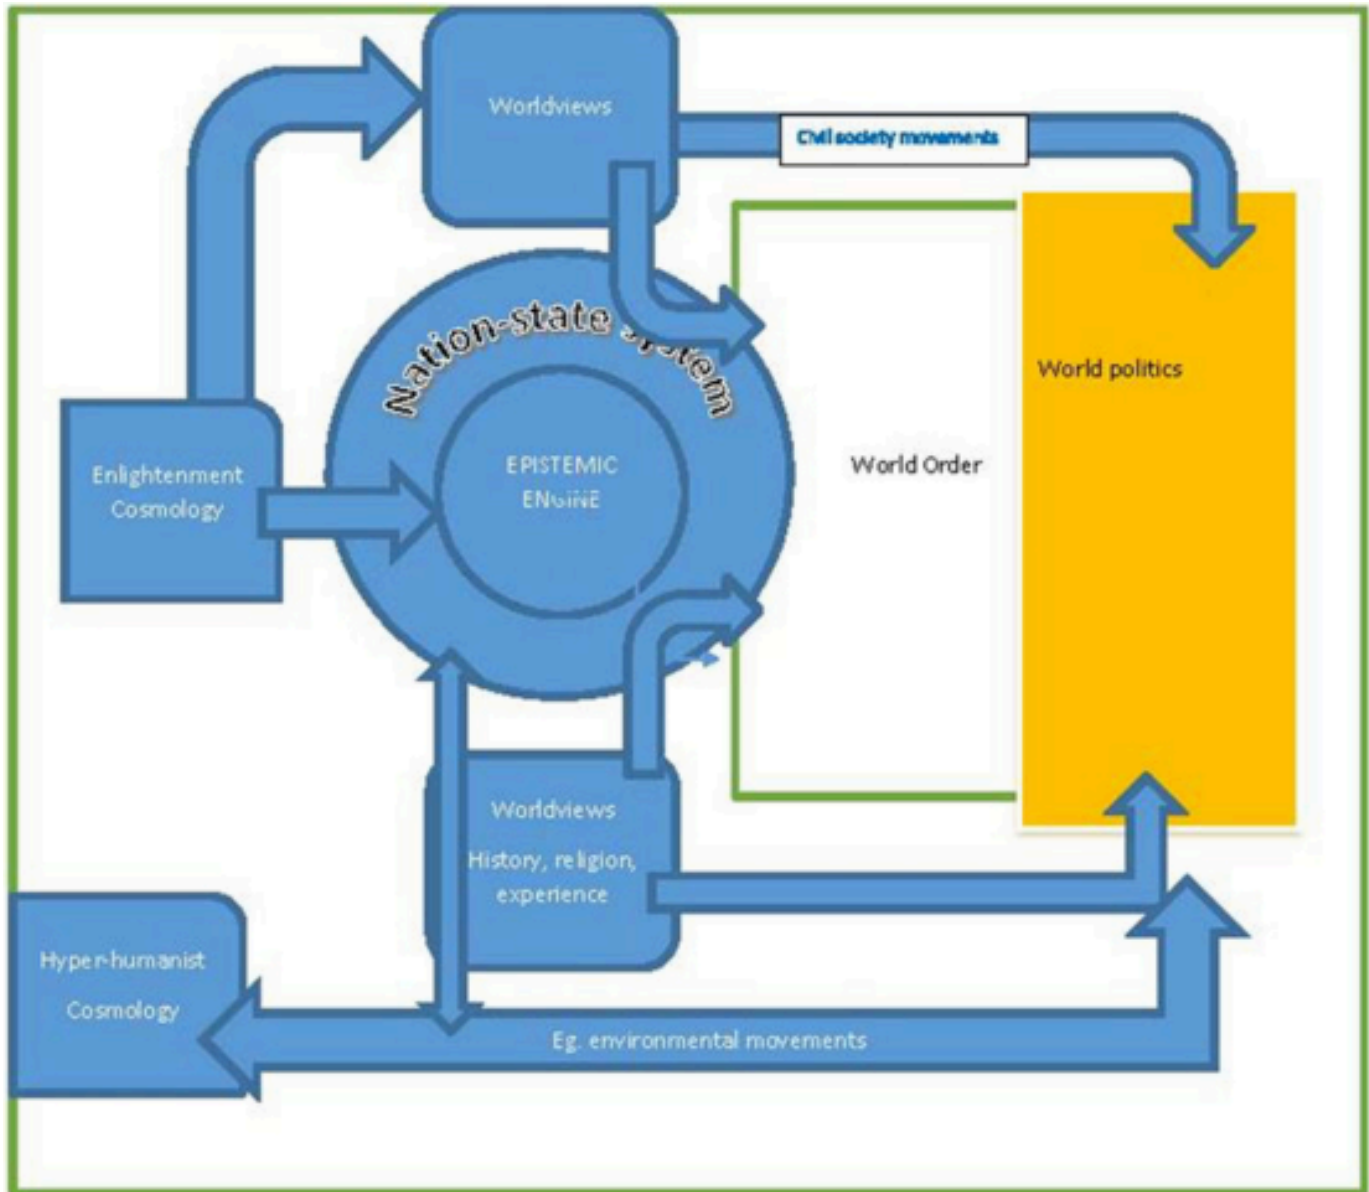 Worldviews
Civil society movements
Nation-state system
World politics
EPISTEMIC
ENGINE
World Order
Enlightenment
Cosmology
Worldviews
History, religion,
experience
Hyper-humanist
Cosmology
Eg. environmental movements